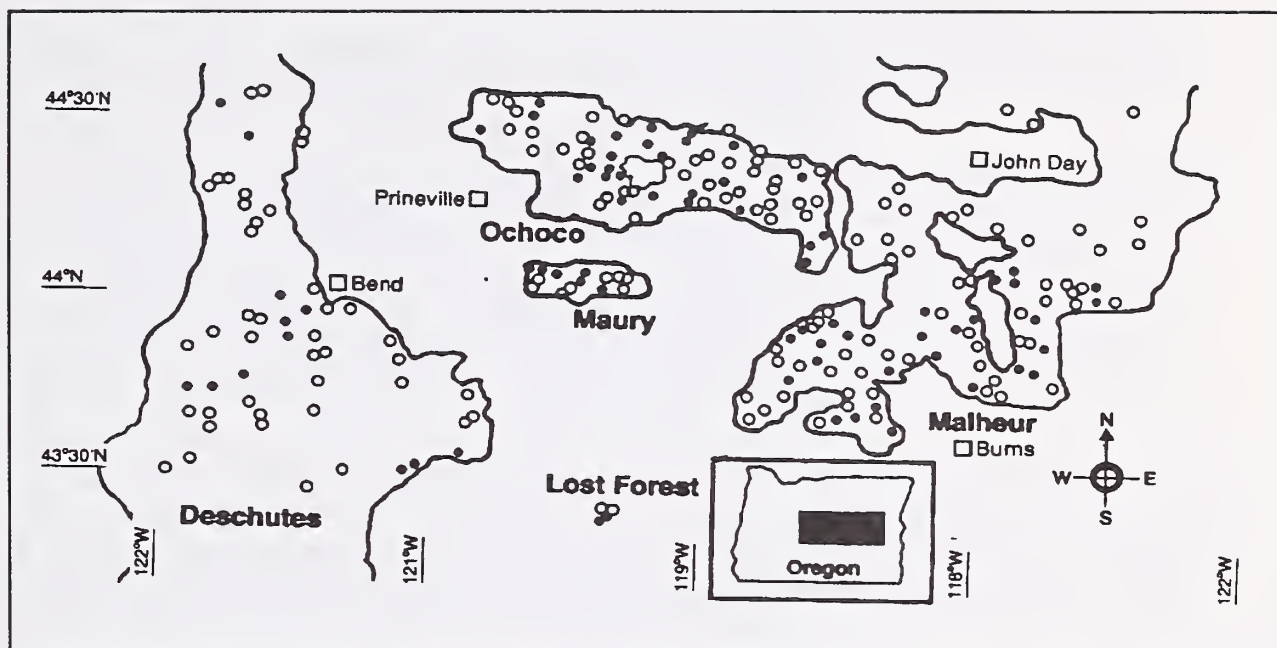 44°30'N
John Day
Prineville
Ochoco
44°N
Bend
Maury
Malheur
Burns
N
W
E
S
43°30'N
Lost Forest
Deschutes
Oregon
122°W
121°W
119°W
118°W
122°W